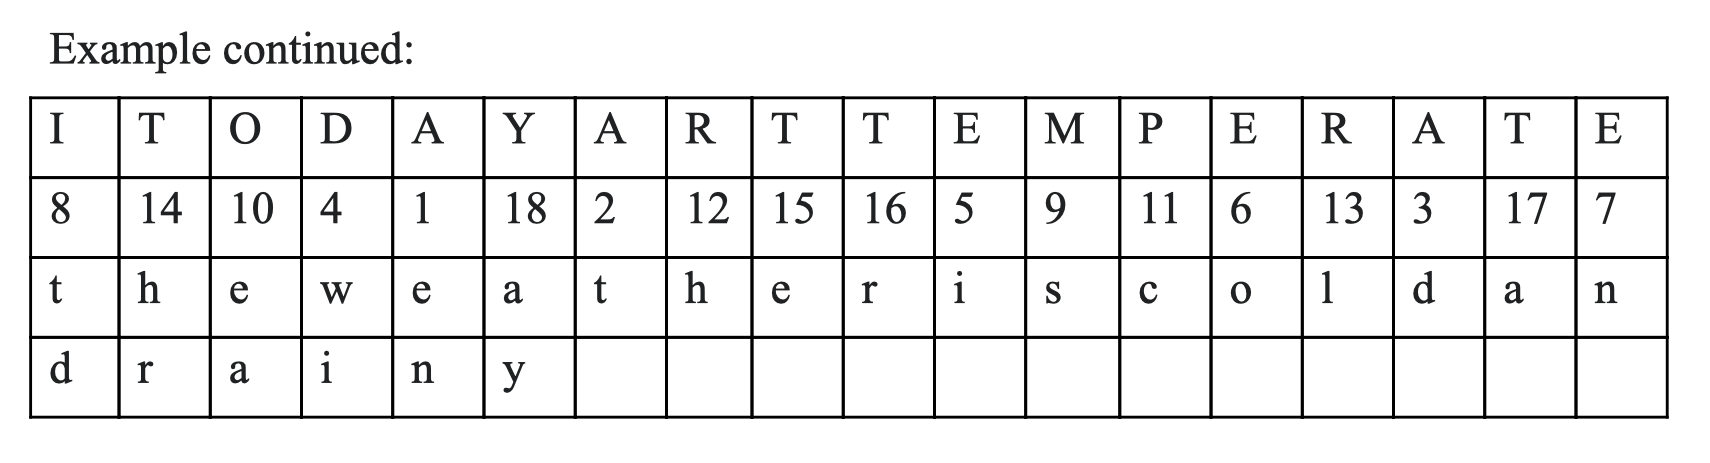 Example continued:
I T O D A Y A R T T E M P E R A T E
8 14 10 4 1 18 2 12 15 16 5 9 11 6 13 3 17 7
t h e w e a t h e r i s c o l d a n
d r a i n y